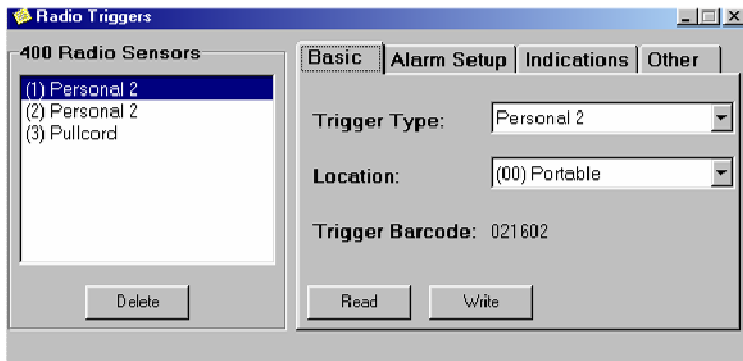 Radio Triggers
400 Radio Sensors
(1) Personal 2
(2) Personal 2
(3) Pullcord
Delete
Basic Alarm Setup Indications Other
Trigger Type: Personal 2
Location: (00) Portable
Trigger Barcode: 021602
Read Write